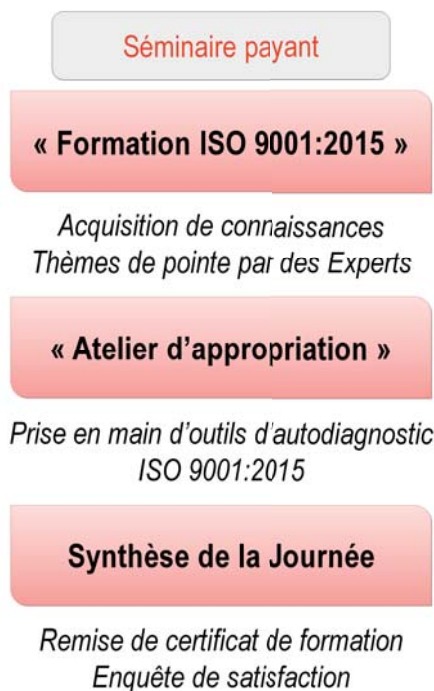 Séminaire payant
« Formation ISO 9001:2015 »
Acquisition de connaissances
Thèmes de pointe par des Experts
« Atelier d’appropriation »
Prise en main d’outils d’autodiagnostic
ISO 9001:2015
Synthèse de la Journée
Remise de certificat de formation
Enquête de satisfaction